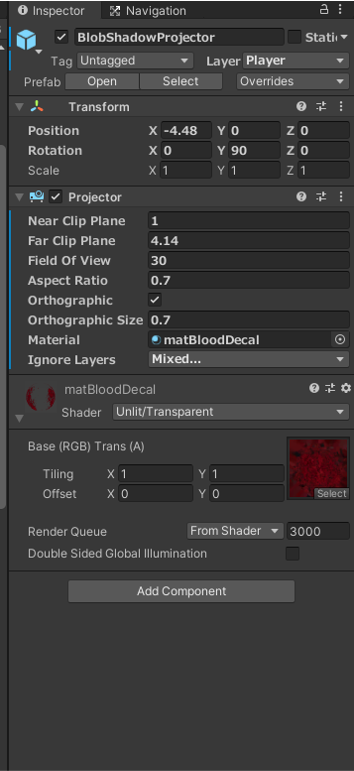 Inspector Navigation
BlobShadowProjector Stati
Tag Untagged Layer Player
Prefab Open Select Overrides
Transform
Position X -4.48 Y 0 Z 0
Rotation X 0 Y 90 Z 0
Scale X 1 Y 1 Z 1
Projector
Near Clip Plane 1
Far Clip Plane 4.14
Field Of View 30
Aspect Ratio 0.7
Orthographic
Orthographic Size 0.7
Material matBloodDecal
Ignore Layers Mixed...
matBloodDecal
Shader Unlit/Transparent
Base (RGB) Trans (A)
Tiling X 1 Y 1
Offset X 0 Y 0
Select
Render Queue From Shader 3000
Double Sided Global Illumination
Add Component